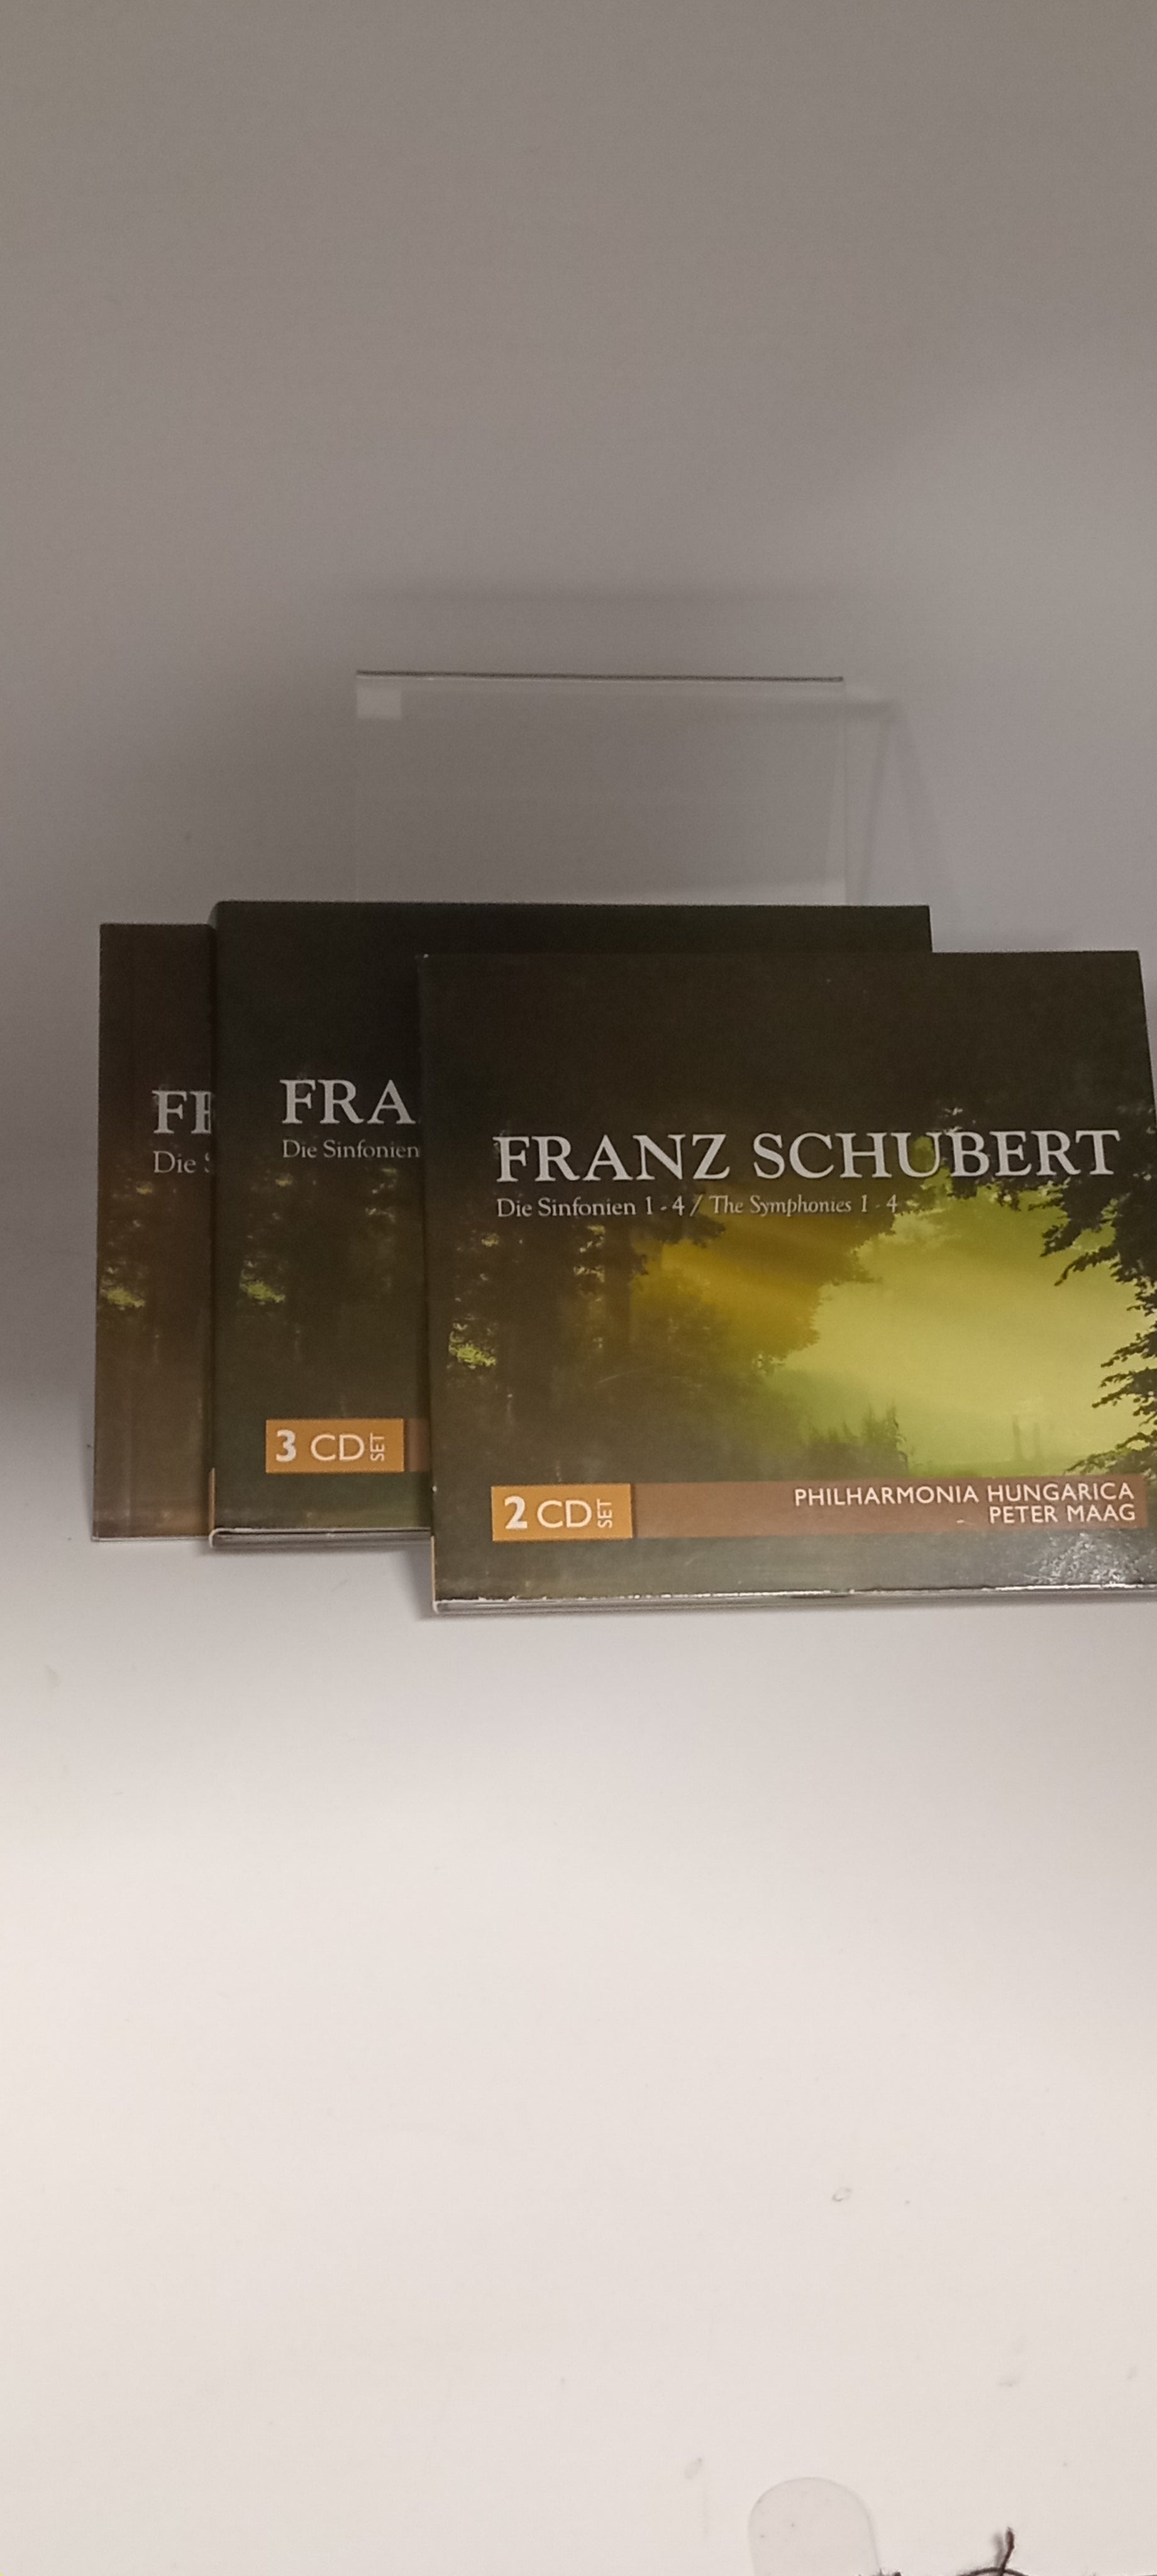 FR
Die S
FRA
Die Sinfonien
3 CD SET
FRANZ SCHUBERT
Die Sinfonien 1 - 4 / The Symphonies 1 - 4
2 CD SET
PHILHARMONIA HUNGARICA
PETER MAAG